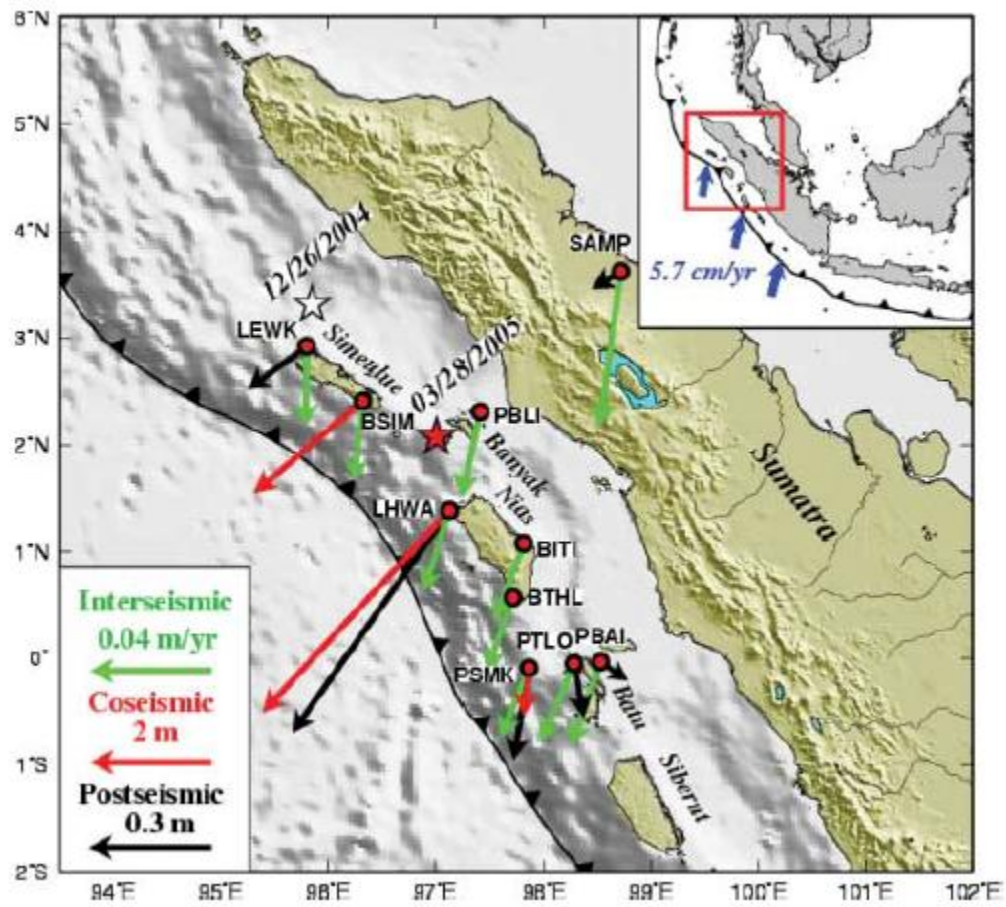 6°N
5°N
4°N
3°N
2°N
1°N
0°
1°S
2°S
94°E
95°E
96°E
97°E
98°E
99°E
100°E
101°E
102°E
5.7 cm/yr
SAMP
12/26/2004
LEWK
Simeulue
03/28/2005
BSIM
PBLI
Banyak
Nias
LHWA
BITI
BTHL
PTLO
PBAI
PSMK
Batu
Siberut
Sumatra
Interseismic
0.04 m/yr
Coseismic
2 m
Postseismic
0.3 m